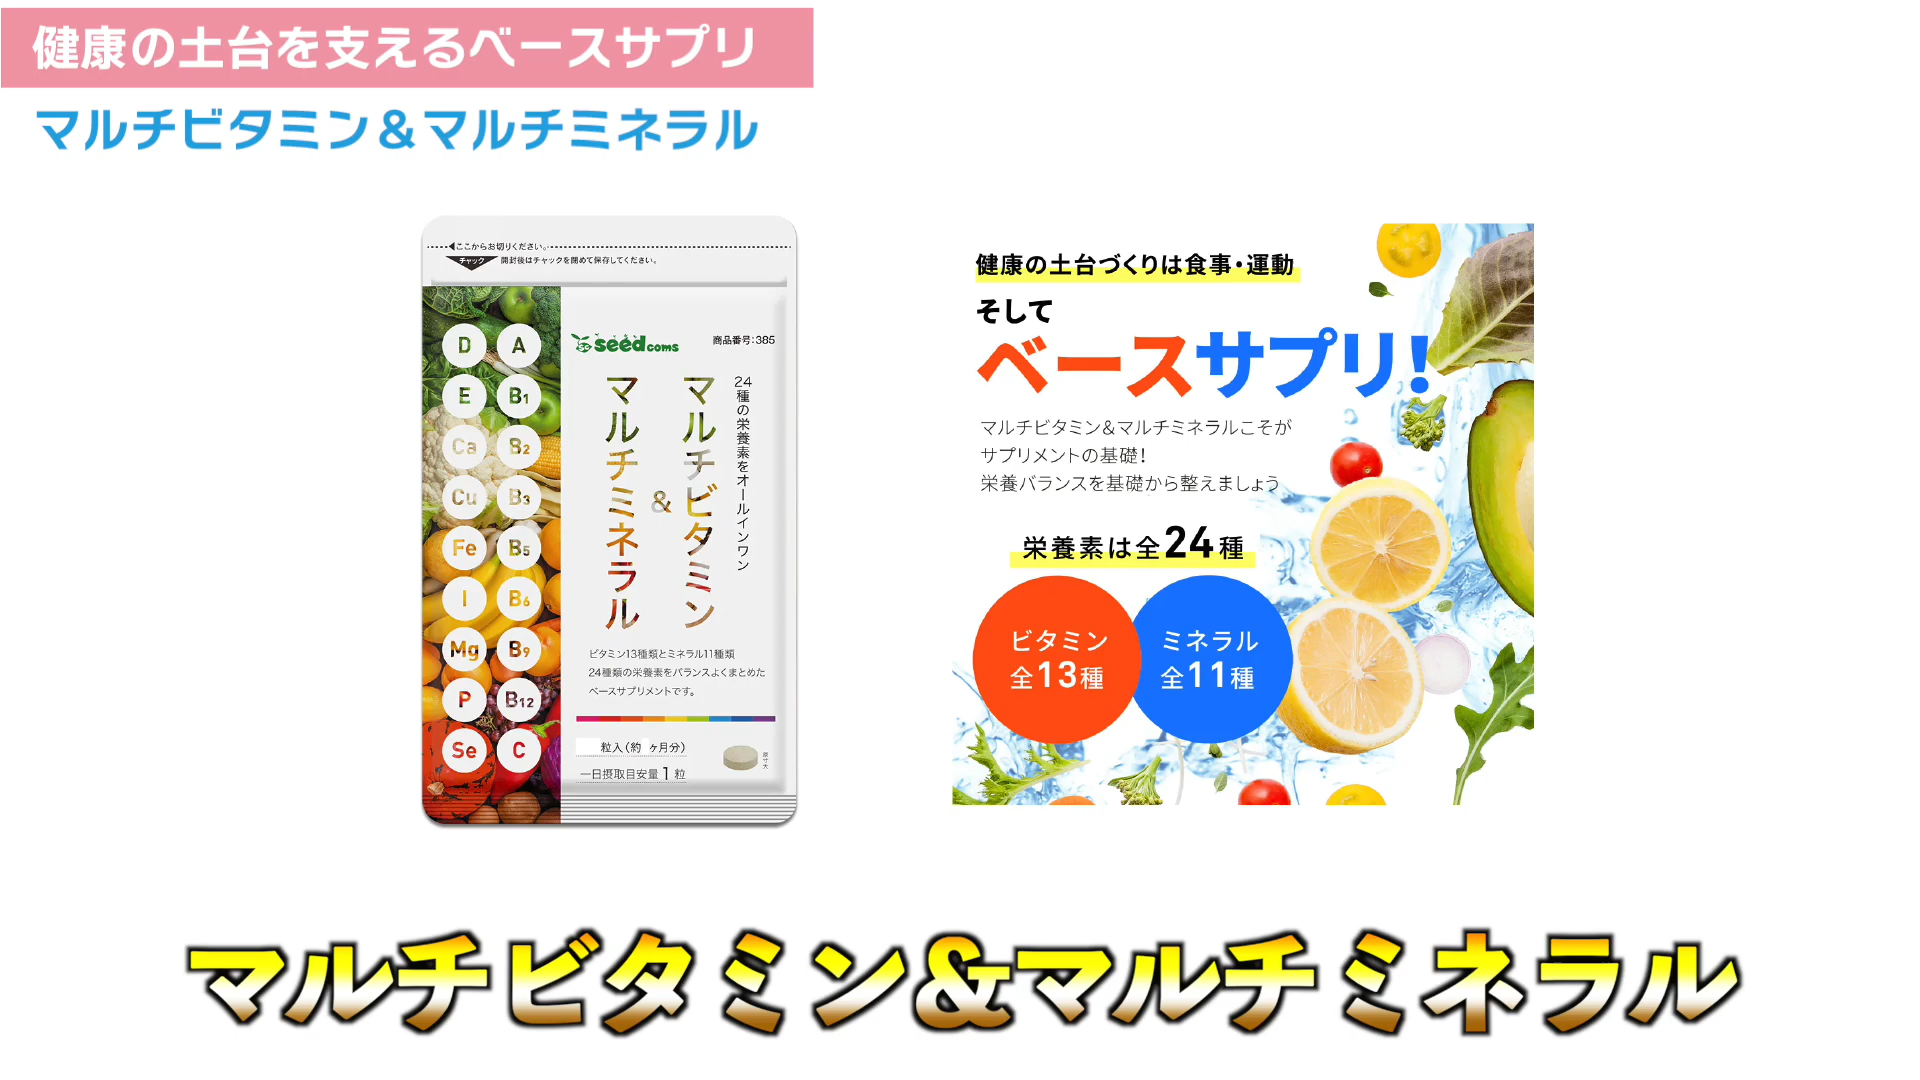 健康の土台を支えるベースサプリ
マルチビタミン＆マルチミネラル
ここからお切りください。
チャック
開封後はチャックを閉めて保存してください。
D A
E B1
Ca B2
Cu B3
Fe B5
I B6
Mg B9
P B12
Se C
seedcoms
商品番号：385
24種の栄養素をオールインワン
マルチビタミン
&
マルチミネラル
ビタミン13種類とミネラル11種類
24種類の栄養素をバランスよくまとめた
ベースサプリメントです。
粒入（約 ヶ月分）
一日摂取目安量1粒
原寸大
健康の土台づくりは食事・運動
そして
ベースサプリ！
マルチビタミン＆マルチミネラルこそが
サプリメントの基礎！
栄養バランスを基礎から整えましょう
栄養素は全24種
ビタミン
全13種
ミネラル
全11種
マルチビタミン&マルチミネラル